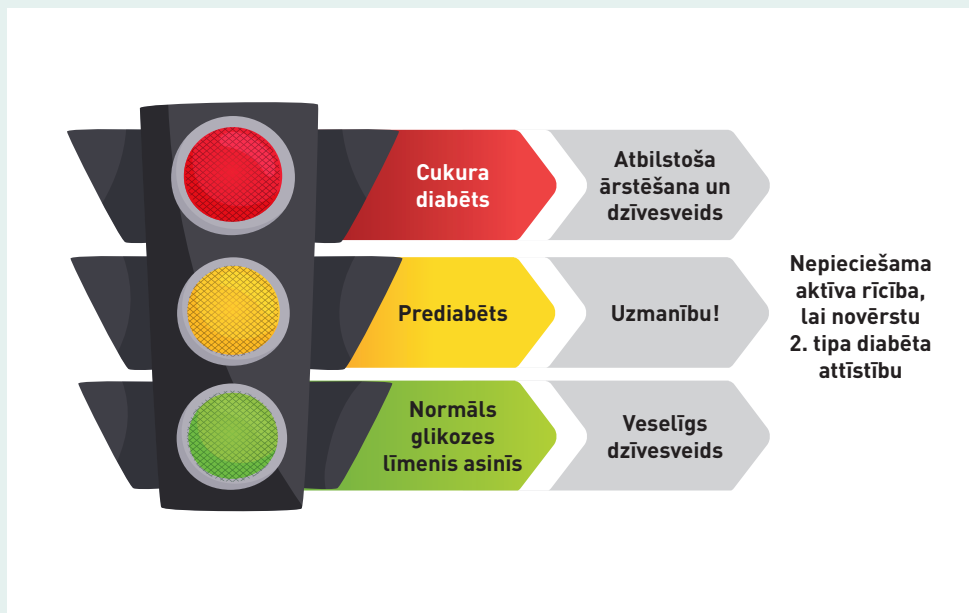 Cukura
diabēts
Atbilstoša
ārstēšana un
dzīvesveids
Prediabēts
Uzmanību!
Nepieciešama
aktīva rīcība,
lai novērstu
2. tipa diabēta
attīstību
Normāls
glikozes
līmenis asinīs
Veselīgs
dzīvesveids